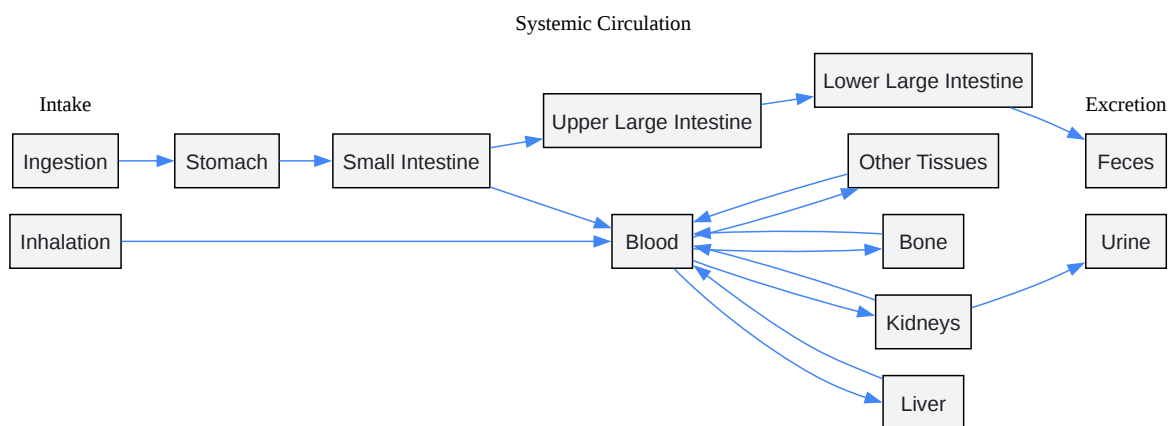 Systemic Circulation
Lower Large Intestine
Intake
Excretion
Upper Large Intestine
Ingestion
Stomach
Small Intestine
Other Tissues
Feces
Inhalation
Blood
Bone
Urine
Kidneys
Liver